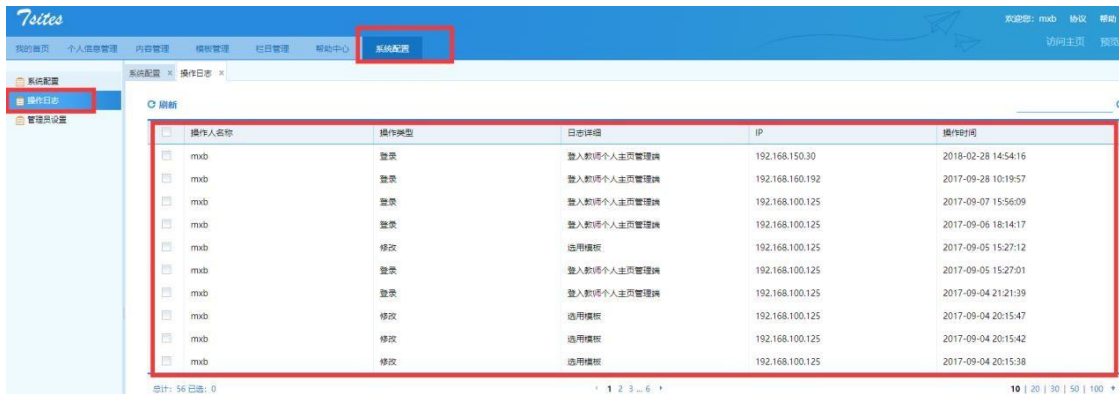 Tsites
欢迎您: mxb 协议 帮助
我的首页 个人信息管理 内容管理 模板管理 栏目管理 帮助中心 系统配置
访问主页 预览
系统配置 × 操作日志 ×
系统配置
操作日志
管理员设置
刷新
操作人名称 操作类型 日志详细 IP 操作时间
mxb 登录 登入教师个人主页管理端 192.168.150.30 2018-02-28 14:54:16
mxb 登录 登入教师个人主页管理端 192.168.160.192 2017-09-28 10:19:57
mxb 登录 登入教师个人主页管理端 192.168.100.125 2017-09-07 15:56:09
mxb 登录 登入教师个人主页管理端 192.168.100.125 2017-09-06 18:14:17
mxb 修改 选用模板 192.168.100.125 2017-09-05 15:27:12
mxb 登录 登入教师个人主页管理端 192.168.100.125 2017-09-05 15:27:01
mxb 登录 登入教师个人主页管理端 192.168.100.125 2017-09-04 21:21:39
mxb 修改 选用模板 192.168.100.125 2017-09-04 20:15:47
mxb 修改 选用模板 192.168.100.125 2017-09-04 20:15:42
mxb 修改 选用模板 192.168.100.125 2017-09-04 20:15:38
总计: 56 已选: 0 1 2 3 ... 6 10 | 20 | 30 | 50 | 100